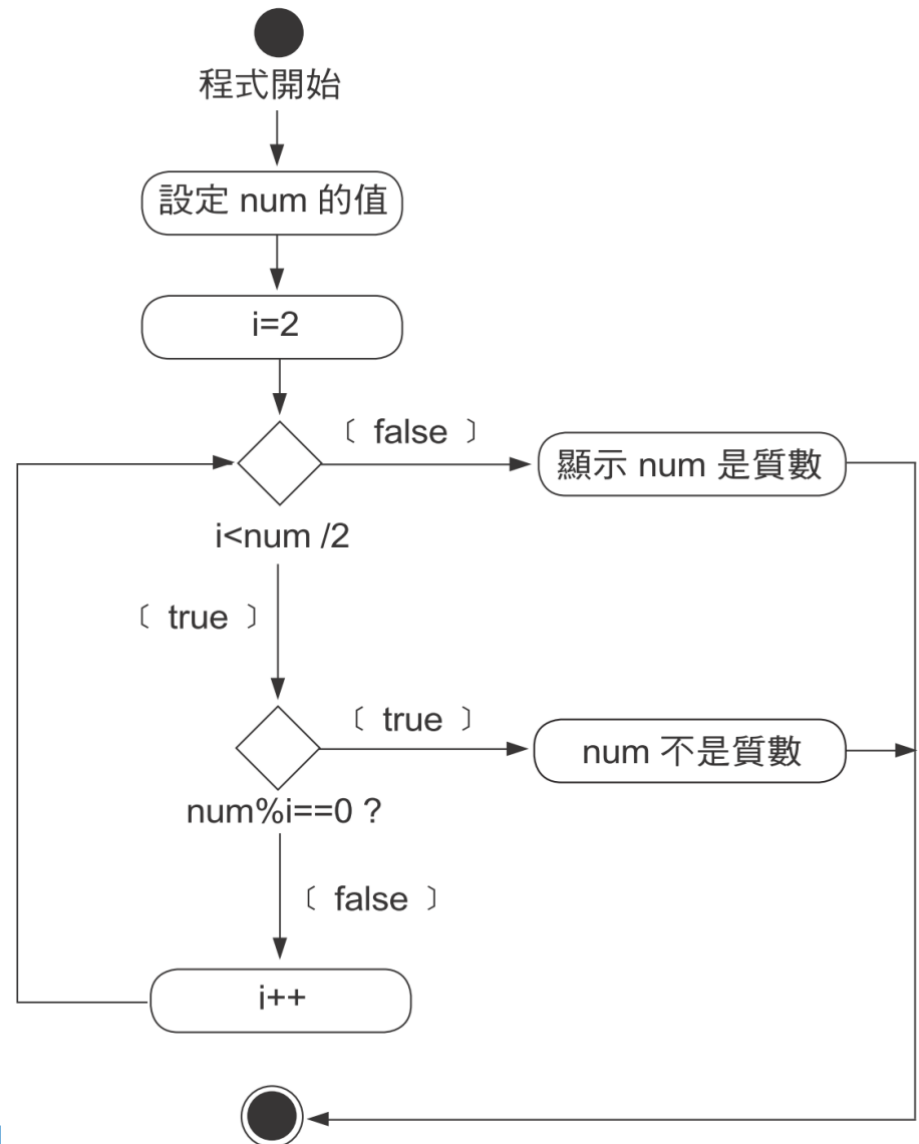 程式開始
設定 num 的值
i=2
﹝ false ﹞
顯示 num 是質數
i<num /2
﹝ true ﹞
﹝ true ﹞
num 不是質數
num%i==0 ?
﹝ false ﹞
i++